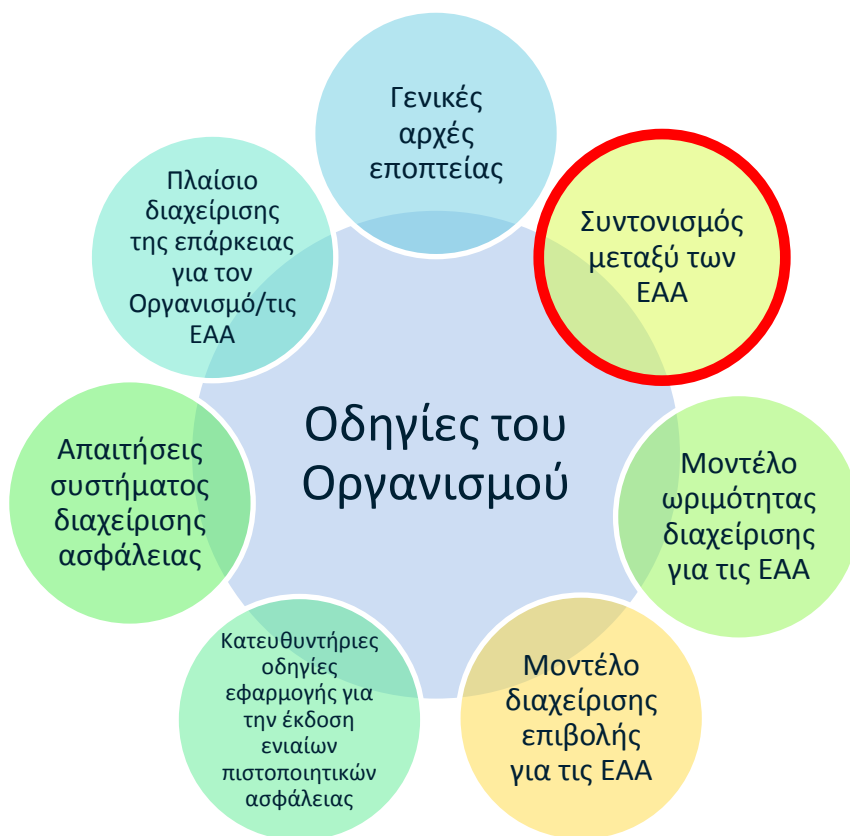 Γενικές
αρχές
εποπτείας
Συντονισμός
μεταξύ των
ΕΑΑ
Μοντέλο
ωριμότητας
διαχείρισης
για τις ΕΑΑ
Μοντέλο
διαχείρισης
επιβολής
για τις ΕΑΑ
Κατευθυντήριες
οδηγίες
εφαρμογής για
την έκδοση
ενιαίων
πιστοποιητικών
ασφάλειας
Απαιτήσεις
συστήματος
διαχείρισης
ασφάλειας
Πλαίσιο
διαχείρισης
της επάρκειας
για τον
Οργανισμό/τις
ΕΑΑ
Οδηγίες του
Οργανισμού